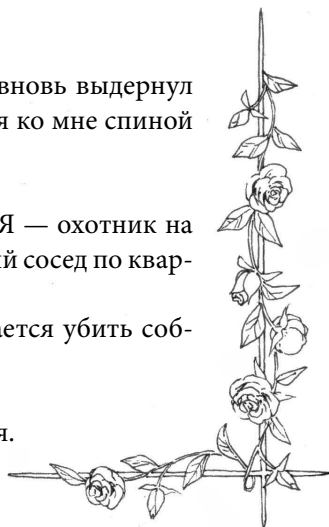 вновь выдернул
я ко мне спиной
Я — охотник на
й сосед по квар-
ется убить соб-
я.